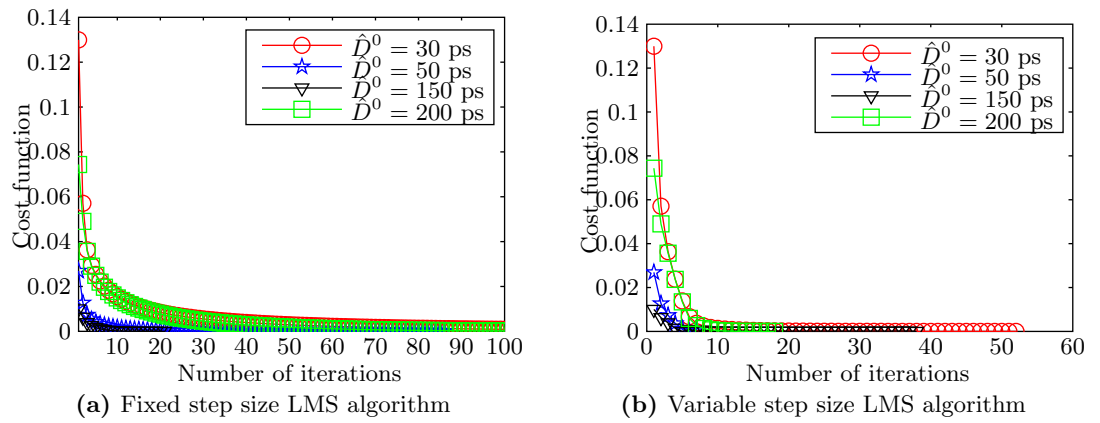 0.14
0.12
0.1
0.08
0.06
0.04
0.02
0
Cost function
D̂⁰ = 30 ps
D̂⁰ = 50 ps
D̂⁰ = 150 ps
D̂⁰ = 200 ps
10 20 30 40 50 60 70 80 90 100
Number of iterations
(a) Fixed step size LMS algorithm
0.14
0.12
0.1
0.08
0.06
0.04
0.02
0
Cost function
D̂⁰ = 30 ps
D̂⁰ = 50 ps
D̂⁰ = 150 ps
D̂⁰ = 200 ps
0 10 20 30 40 50 60
Number of iterations
(b) Variable step size LMS algorithm